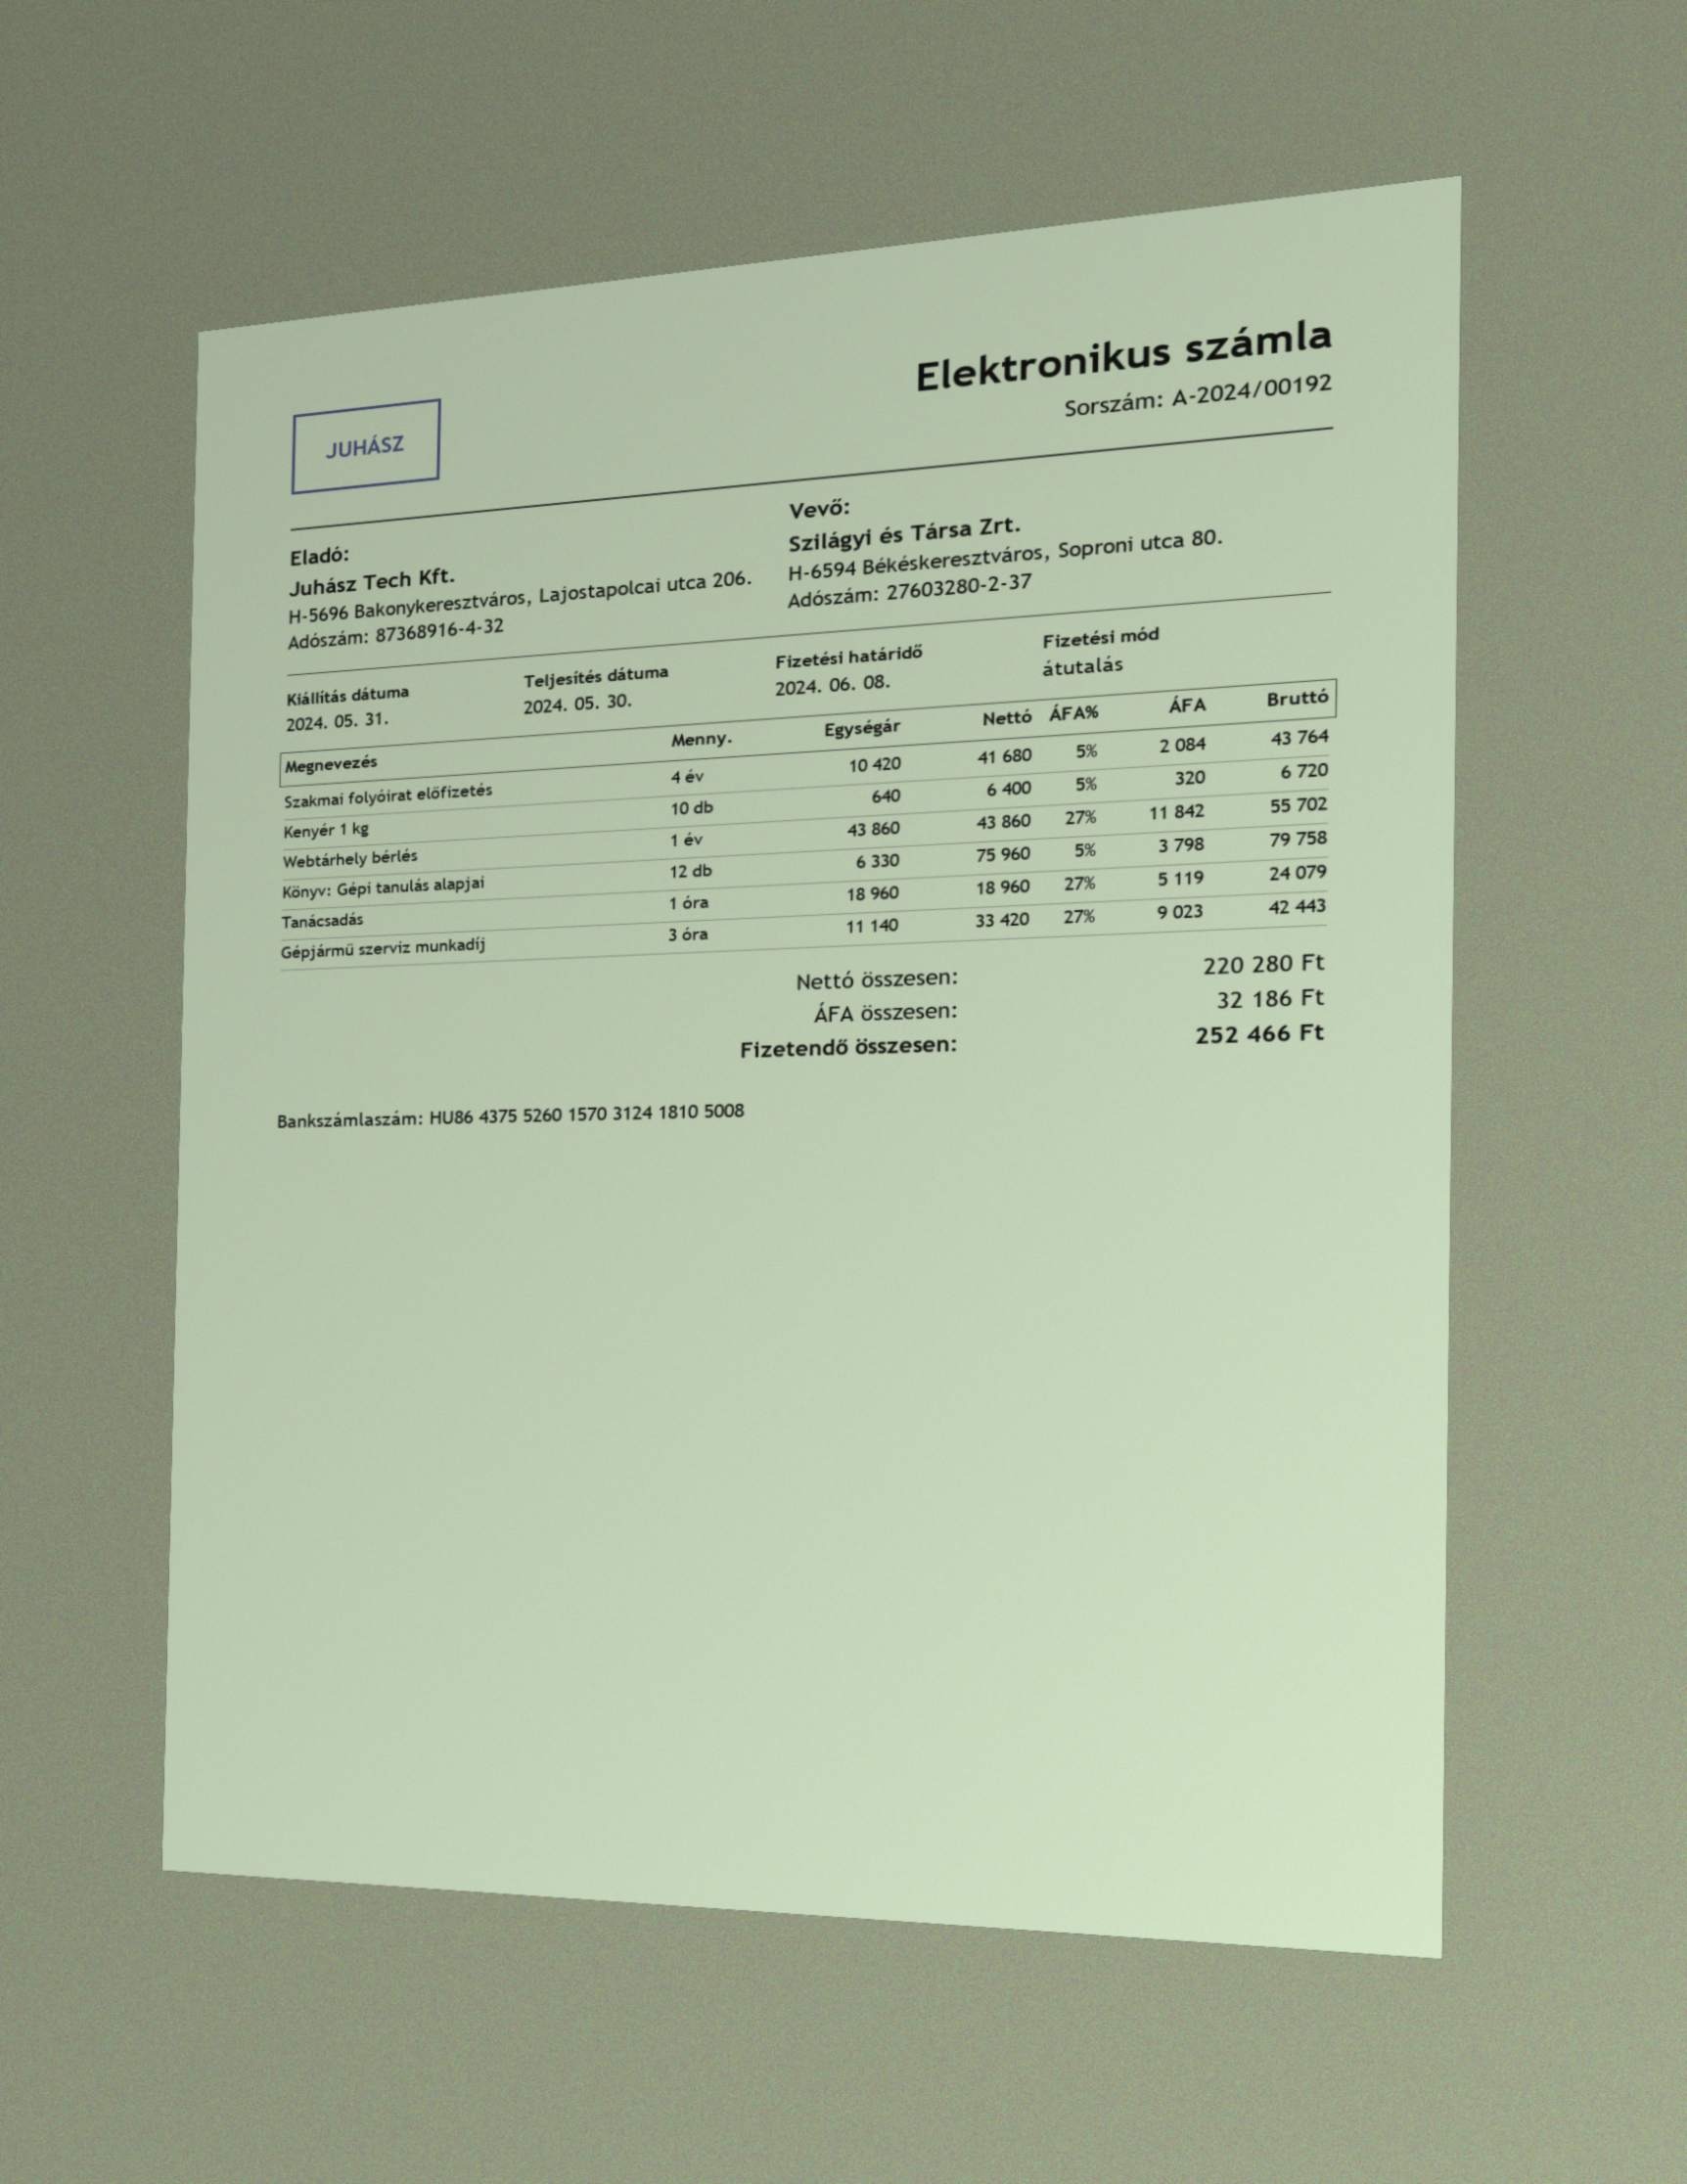 Elektronikus számla
Sorszám: A-2024/00192
JUHÁSZ
Eladó:
Juhász Tech Kft.
H-5696 Bakonykeresztváros, Lajostapolcai utca 206.
Adószám: 87368916-4-32
Vevő:
Szilágyi és Társa Zrt.
H-6594 Békéskeresztváros, Soproni utca 80.
Adószám: 27603280-2-37
Kiállítás dátuma Teljesítés dátuma Fizetési határidő Fizetési mód
2024. 05. 31. 2024. 05. 30. 2024. 06. 08. átutalás
Megnevezés Menny. Egységár Nettó ÁFA% ÁFA Bruttó
Szakmai folyóirat előfizetés 4 év 10 420 41 680 5% 2 084 43 764
Kenyér 1 kg 10 db 640 6 400 5% 320 6 720
Webtárhely bérlés 1 év 43 860 43 860 27% 11 842 55 702
Könyv: Gépi tanulás alapjai 12 db 6 330 75 960 5% 3 798 79 758
Tanácsadás 1 óra 18 960 18 960 27% 5 119 24 079
Gépjármű szerviz munkadíj 3 óra 11 140 33 420 27% 9 023 42 443
Nettó összesen: 220 280 Ft
ÁFA összesen: 32 186 Ft
Fizetendő összesen: 252 466 Ft
Bankszámlaszám: HU86 4375 5260 1570 3124 1810 5008